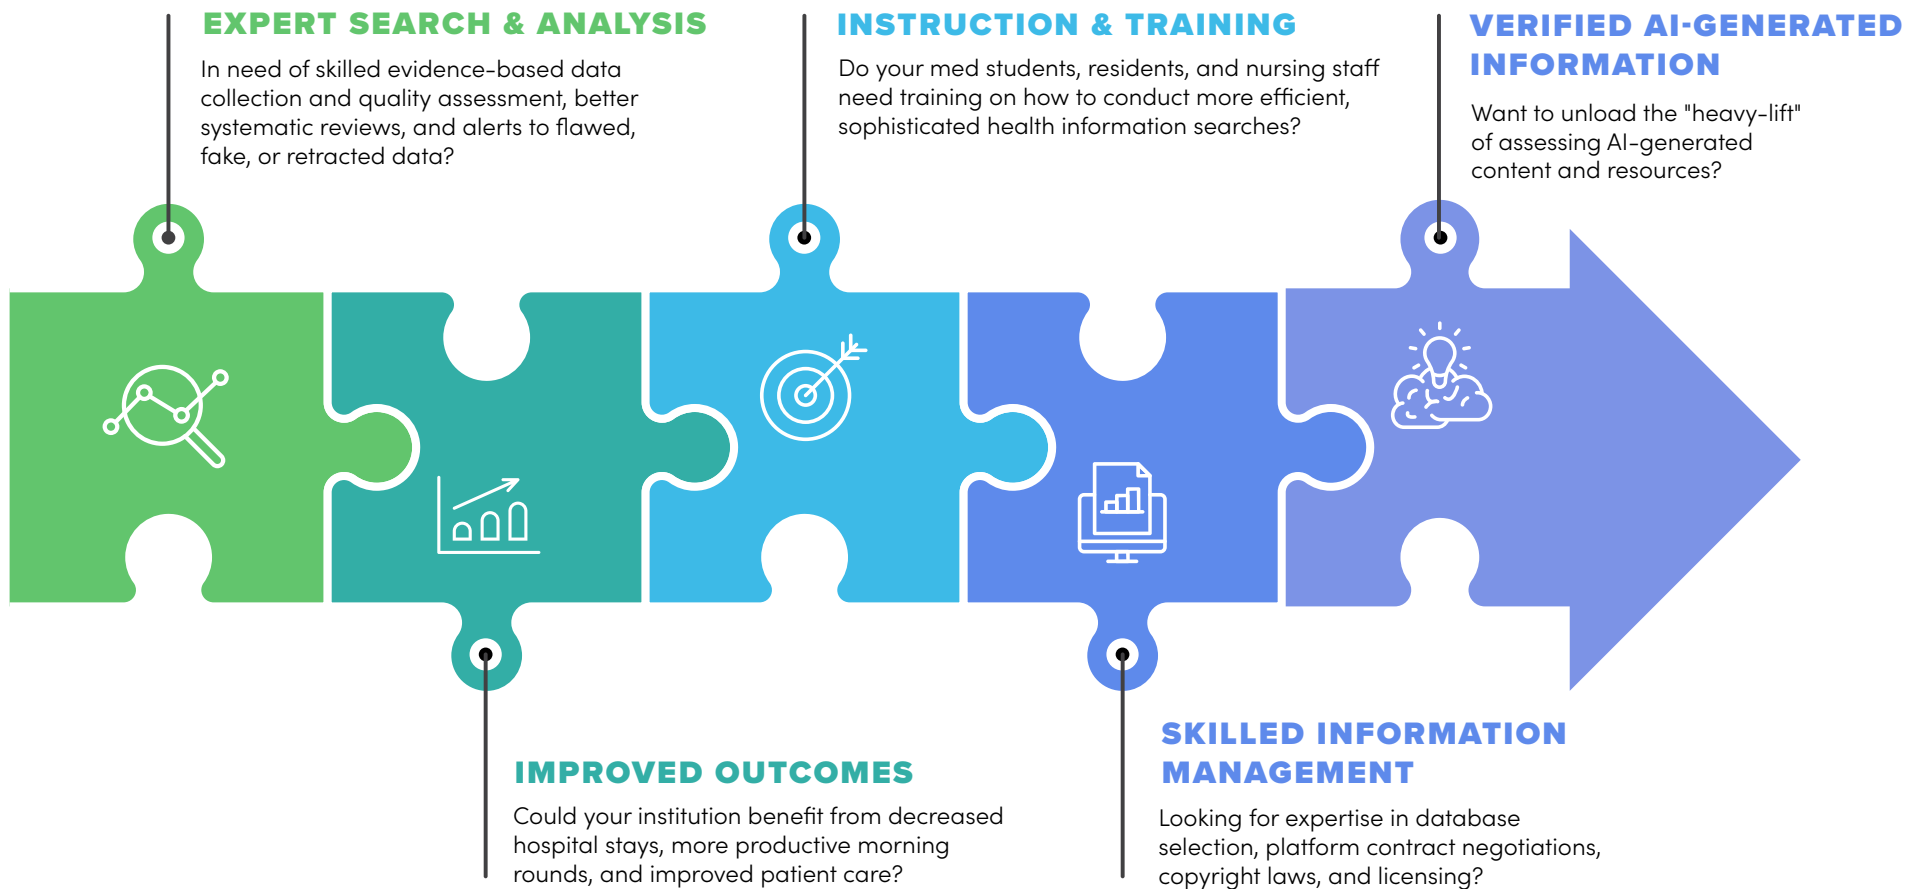 EXPERT SEARCH & ANALYSIS
In need of skilled evidence-based data
collection and quality assessment, better
systematic reviews, and alerts to flawed,
fake, or retracted data?
INSTRUCTION & TRAINING
Do your med students, residents, and nursing staff
need training on how to conduct more efficient,
sophisticated health information searches?
VERIFIED AI-GENERATED
INFORMATION
Want to unload the "heavy-lift"
of assessing AI-generated
content and resources?
IMPROVED OUTCOMES
Could your institution benefit from decreased
hospital stays, more productive morning
rounds, and improved patient care?
SKILLED INFORMATION
MANAGEMENT
Looking for expertise in database
selection, platform contract negotiations,
copyright laws, and licensing?